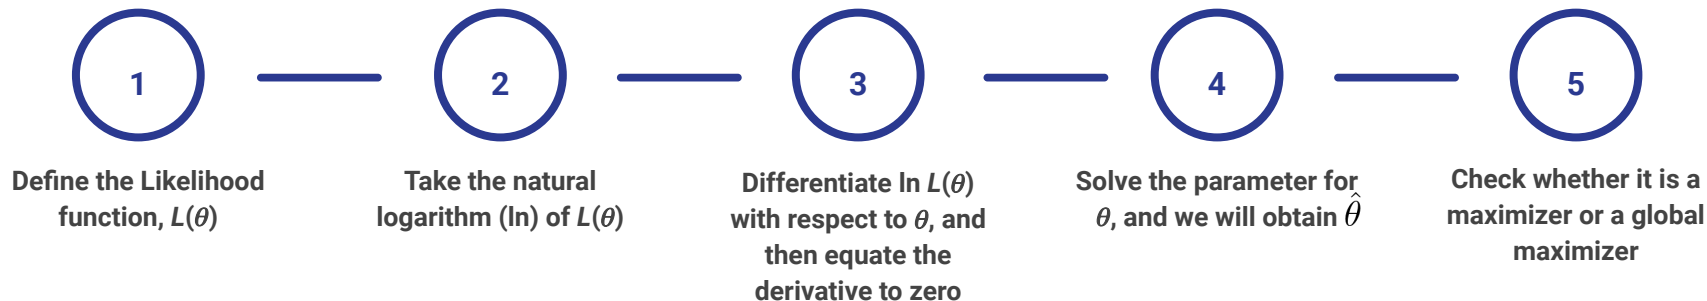 1
Define the Likelihood
function, L(θ)
2
Take the natural
logarithm (ln) of L(θ)
3
Differentiate ln L(θ)
with respect to θ, and
then equate the
derivative to zero
4
Solve the parameter for
θ, and we will obtain θ̂
5
Check whether it is a
maximizer or a global
maximizer